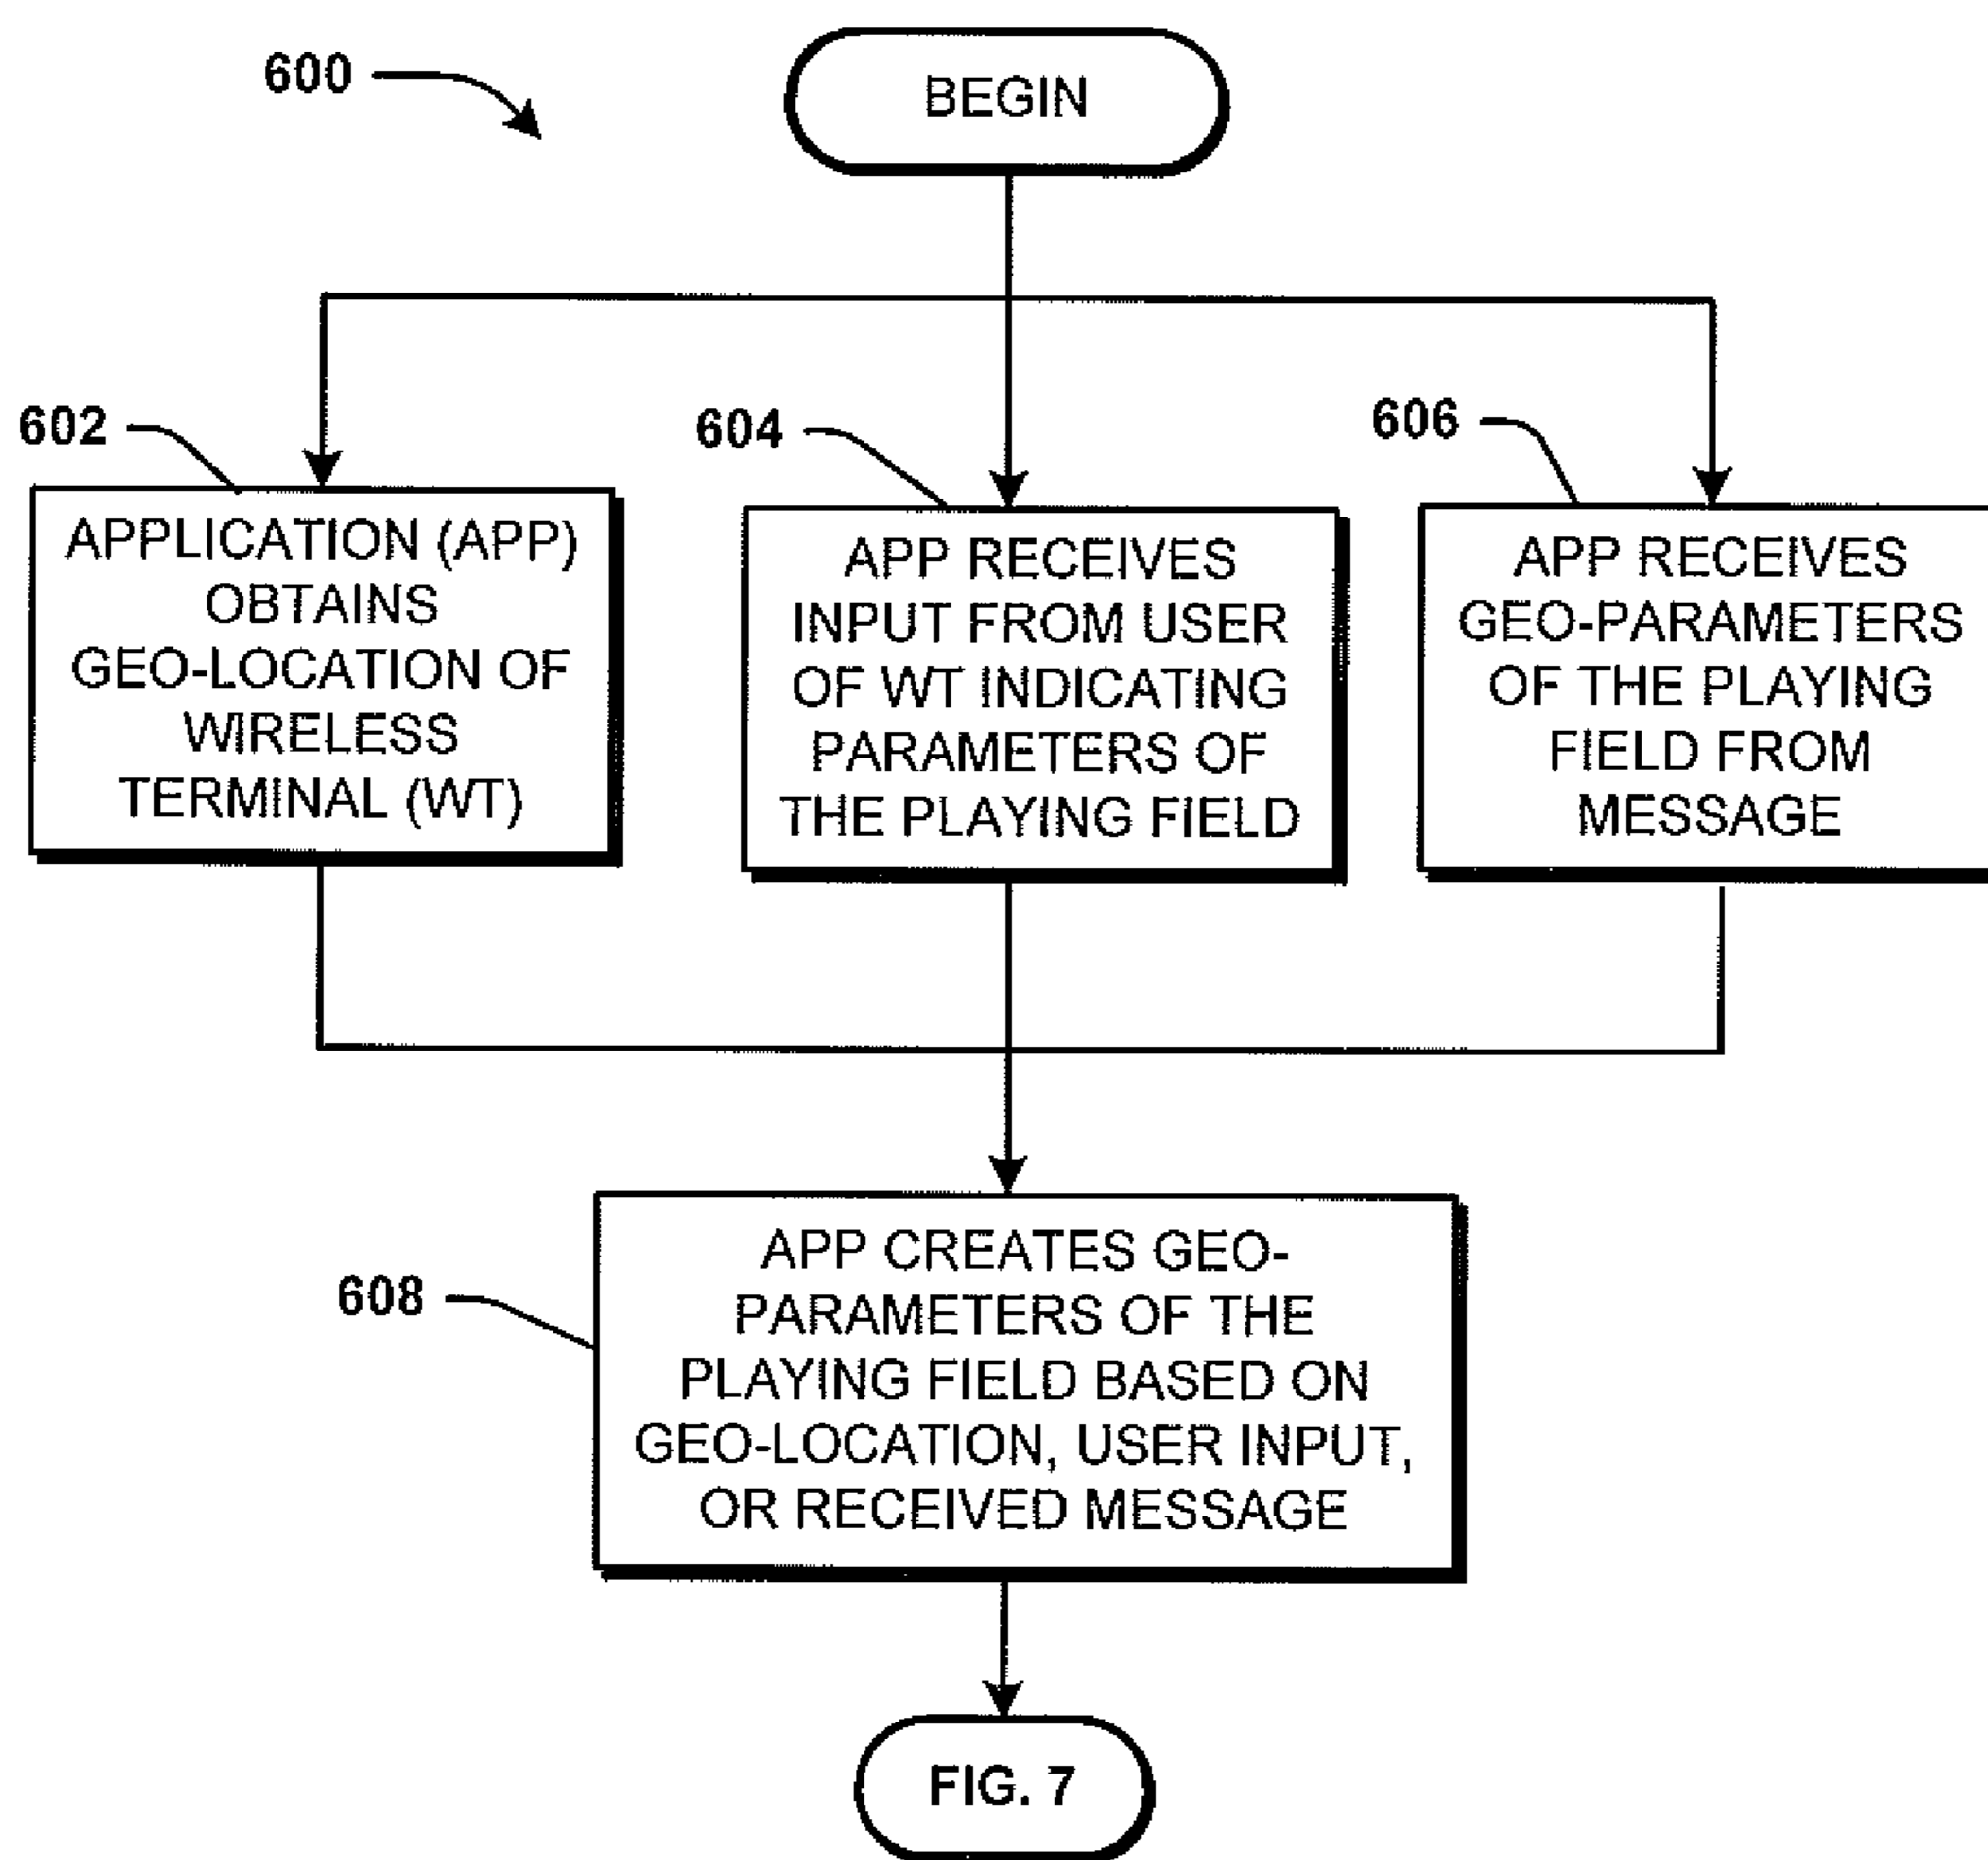 600
BEGIN
602
APPLICATION (APP)
OBTAINS
GEO-LOCATION OF
WIRELESS
TERMINAL (WT)
604
APP RECEIVES
INPUT FROM USER
OF WT INDICATING
PARAMETERS OF
THE PLAYING FIELD
606
APP RECEIVES
GEO-PARAMETERS
OF THE PLAYING
FIELD FROM
MESSAGE
608
APP CREATES GEO-
PARAMETERS OF THE
PLAYING FIELD BASED ON
GEO-LOCATION, USER INPUT,
OR RECEIVED MESSAGE
FIG. 7